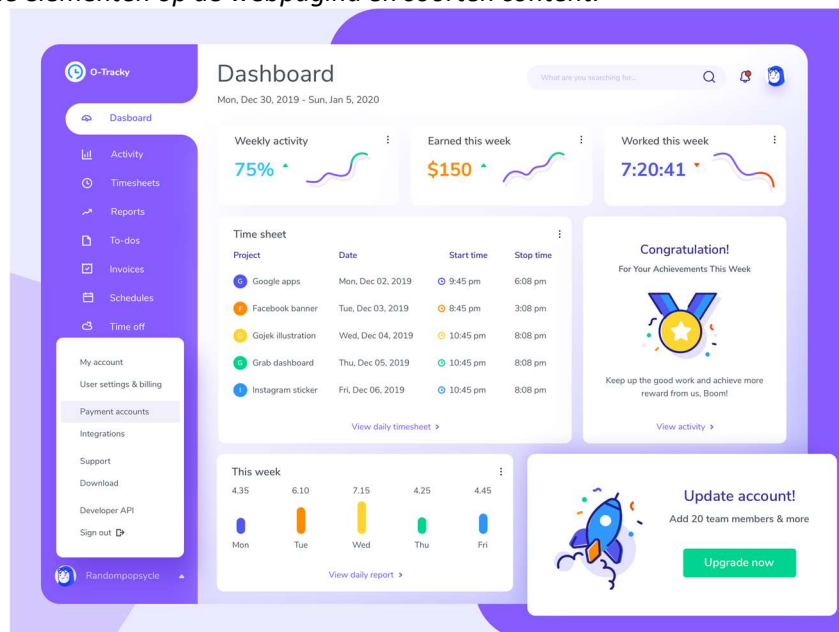 elementen op de webpagina en soorten content.
O-Tracky
Dasboard
Activity
Timesheets
Reports
To-dos
Invoices
Schedules
Time off
My account
User settings & billing
Payment accounts
Integrations
Support
Download
Developer API
Sign out
Randompopsycle
Dashboard
Mon, Dec 30, 2019 - Sun, Jan 5, 2020
What are you searching for...
Weekly activity
75%
Earned this week
$150
Worked this week
7:20:41
Time sheet
Project Date Start time Stop time
G Google apps Mon, Dec 02, 2019 9:45 pm 6:08 pm
F Facebook banner Tue, Dec 03, 2019 8:45 pm 3:08 pm
Gojek illustration Wed, Dec 04, 2019 10:45 pm 8:08 pm
G Grab dashboard Thu, Dec 05, 2019 10:45 pm 8:08 pm
I Instagram sticker Fri, Dec 06, 2019 10:45 pm 8:08 pm
View daily timesheet >
Congratulation!
For Your Achievements This Week
Keep up the good work and achieve more
reward from us, Boom!
View activity >
This week
4.35 6.10 7.15 4.25 4.45
Mon Tue Wed Thu Fri
View daily report >
Update account!
Add 20 team members & more
Upgrade now